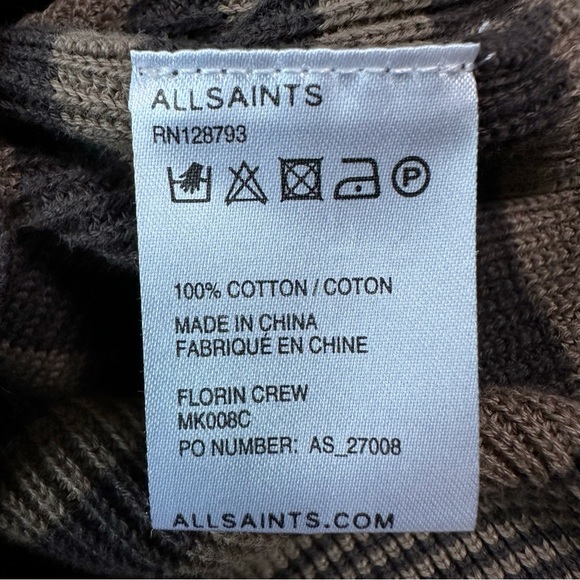 ALLSAINTS
RN128793
P
100% COTTON / COTON
MADE IN CHINA
FABRIQUÉ EN CHINE
FLORIN CREW
MK008C
PO NUMBER: AS_27008
ALLSAINTS.COM